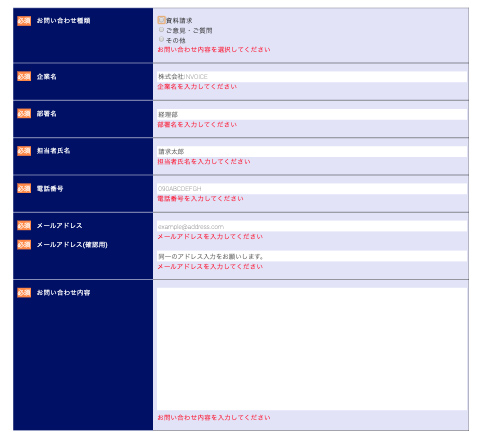 必須 お問い合わせ種類
資料請求
ご意見・ご質問
その他
お問い合わせ内容を選択してください
必須 企業名
株式会社INVOICE
企業名を入力してください
必須 部署名
経理部
部署名を入力してください
必須 担当者氏名
請求太郎
担当者氏名を入力してください
必須 電話番号
090ABCDEFGH
電話番号を入力してください
必須 メールアドレス
example@address.com
メールアドレスを入力してください
必須 メールアドレス(確認用)
同一のアドレス入力をお願いします。
メールアドレスを入力してください
必須 お問い合わせ内容
お問い合わせ内容を入力してください